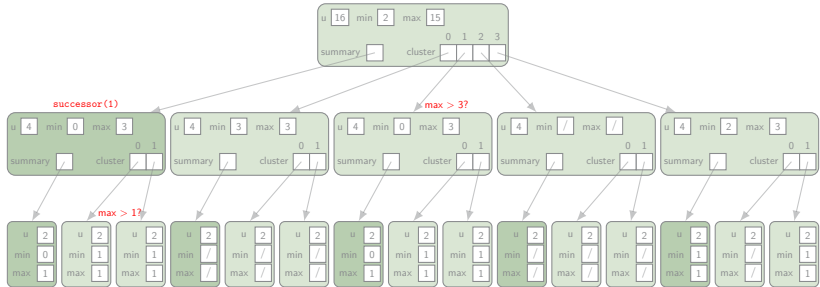 u 16 min 2 max 15
0 1 2 3
summary cluster
successor(1) max > 3?
u 4 min 0 max 3 u 4 min 3 max 3 u 4 min 0 max 3 u 4 min / max / u 4 min 2 max 3
0 1 0 1 0 1 0 1 0 1
summary cluster summary cluster summary cluster summary cluster summary cluster
max > 1?
u 2 u 2 u 2 u 2 u 2 u 2 u 2 u 2 u 2 u 2 u 2 u 2 u 2 u 2 u 2
min 0 min 1 min 1 min / min / min / min 0 min 1 min 1 min / min / min / min 1 min / min 1
max 1 max 1 max 1 max / max / max / max 1 max 1 max 1 max / max / max / max 1 max / max 1